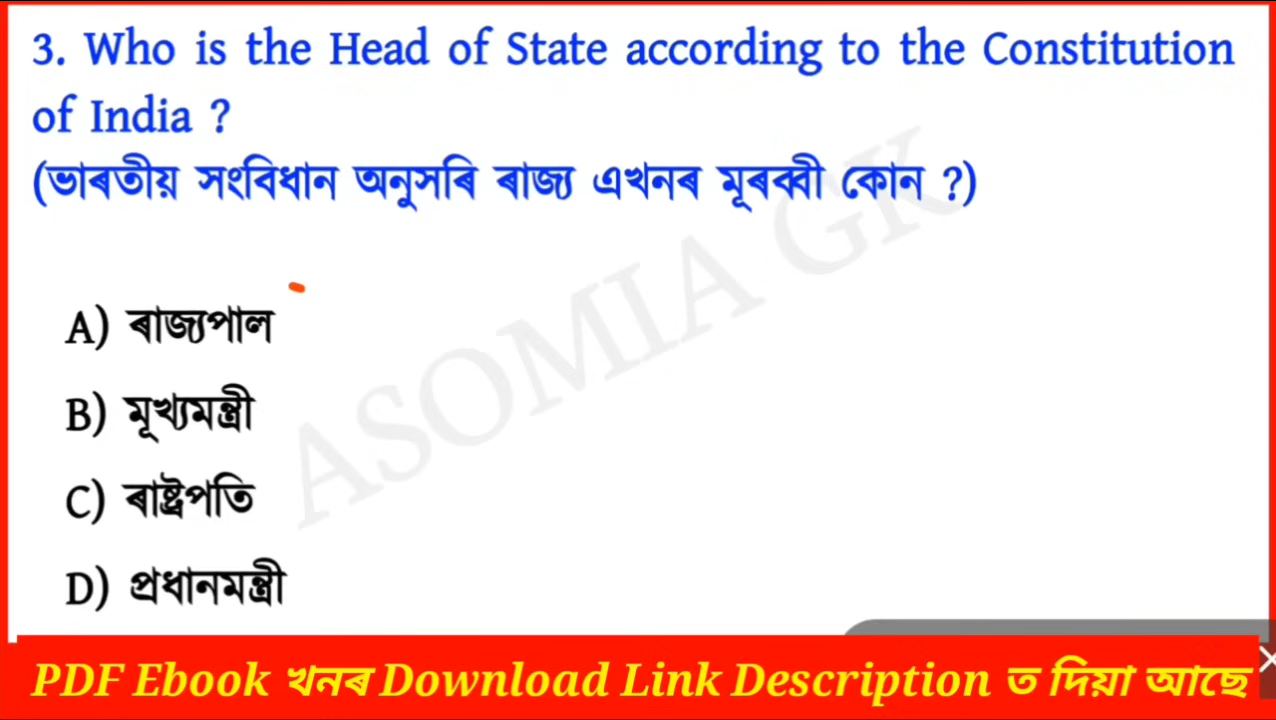 3. Who is the Head of State according to the Constitution
of India ?
(ভাৰতীয় সংবিধান অনুসৰি ৰাজ্য এখনৰ মূৰব্বী কোন ?)
A) ৰাজ্যপাল
B) মূখ্যমন্ত্ৰী
C) ৰাষ্ট্ৰপতি
D) প্ৰধানমন্ত্ৰী
ASOMIA GK
PDF Ebook খনৰ Download Link Description ত দিয়া আছে